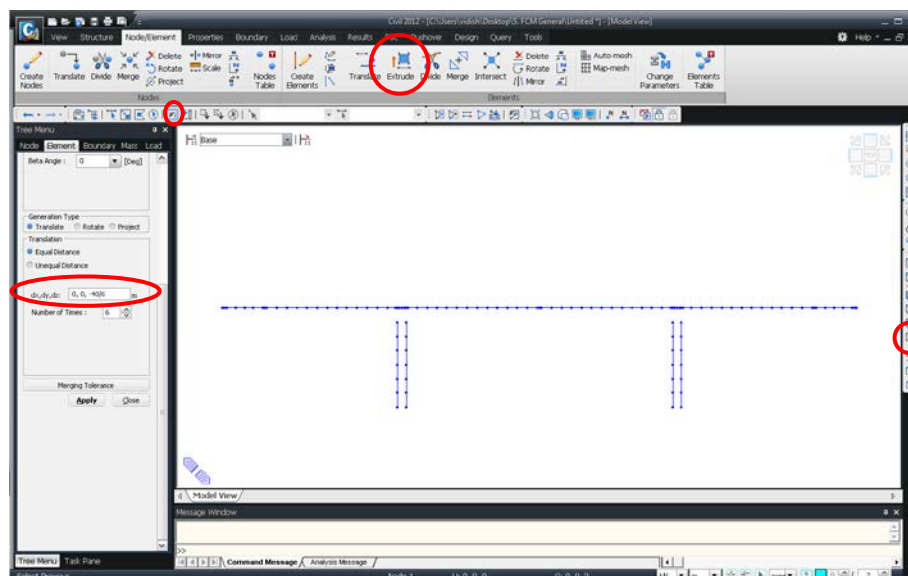 Civil 2012 - [C:\Users\vidish\Desktop\5. FCM General\Untitled *] - [Model View]
View Structure Node/Element Properties Boundary Load Analysis Results Pushover Design Query Tools Help
Create Nodes
Translate
Divide
Merge
Delete
Rotate
Project
Mirror
Scale
Nodes Table
Create Elements
Translate
Extrude
Divide
Merge
Intersect
Delete
Rotate
Mirror
Auto-mesh
Map-mesh
Change Parameters
Elements Table
Nodes
Elements
Tree Menu
Node Element Boundary Mass Load
Base
Beta Angle : 0 [Deg]
Generation Type
Translate Rotate Project
Translation
Equal Distance
Unequal Distance
dx,dy,dz: 0, 0, -40/6 m
Number of Times : 6
Merging Tolerance
Apply Close
Model View
Message Window
>>
Tree Menu Task Pane
Command Message Analysis Message